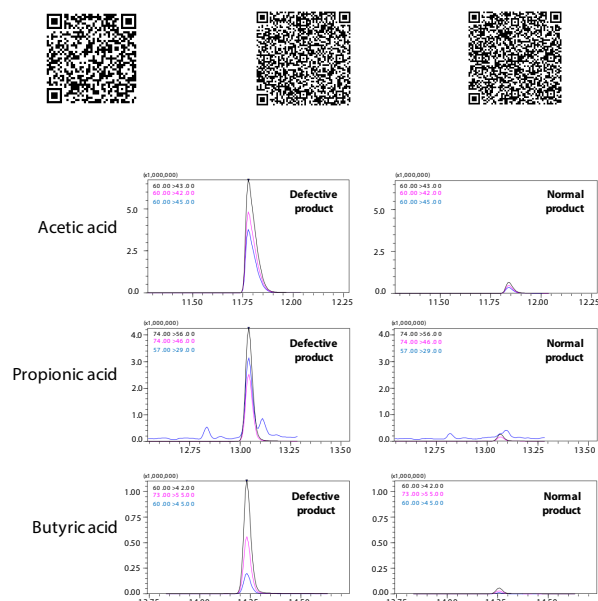 (x1,000,000)
60.00>43.00
60.00>42.00
60.00>45.00
Defective
product
5.0
2.5
0.0
11.50 11.75 12.00 12.25
(x1,000,000)
60.00>43.00
60.00>42.00
60.00>45.00
Normal
product
5.0
2.5
0.0
11.50 11.75 12.00 12.25
Acetic acid
(x1,000,000)
74.00>56.00
74.00>46.00
57.00>29.00
Defective
product
4.0
3.0
2.0
1.0
0.0
12.75 13.00 13.25 13.50
(x1,000,000)
74.00>56.00
74.00>46.00
57.00>29.00
Normal
product
4.0
3.0
2.0
1.0
0.0
12.75 13.00 13.25 13.50
Propionic acid
(x1,000,000)
60.00>42.00
73.00>55.00
60.00>45.00
Defective
product
1.00
0.75
0.50
0.25
0.00
(x1,000,000)
60.00>42.00
73.00>55.00
60.00>45.00
Normal
product
1.00
0.75
0.50
0.25
0.00
Butyric acid